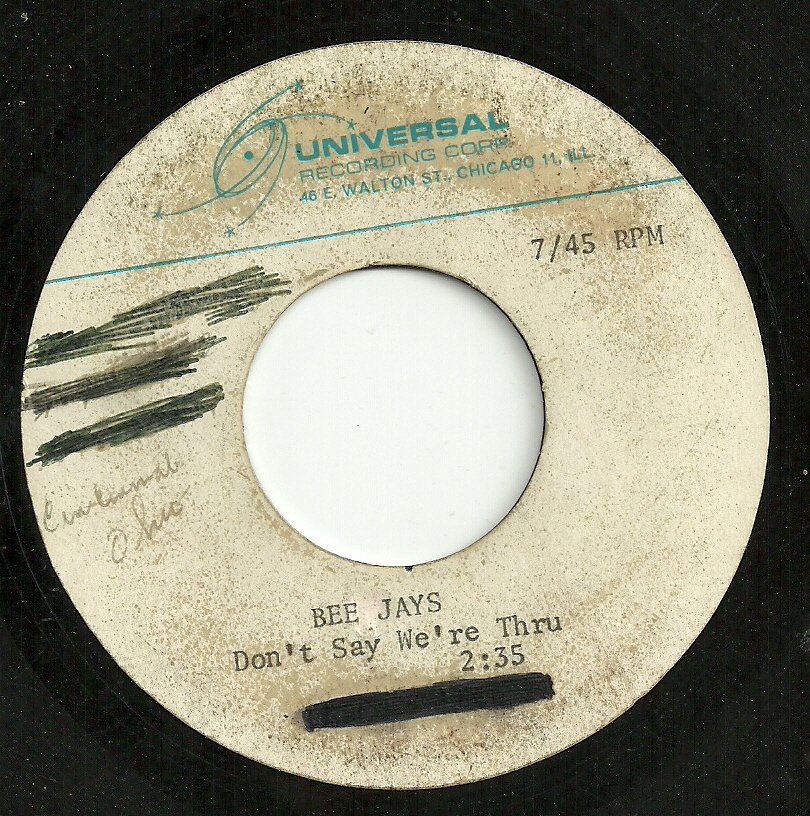 UNIVERSAL
RECORDING CORP.
46 E. WALTON ST., CHICAGO 11, ILL.
7/45 RPM
Ohio
BEE JAYS
Don't Say We're Thru
2:35